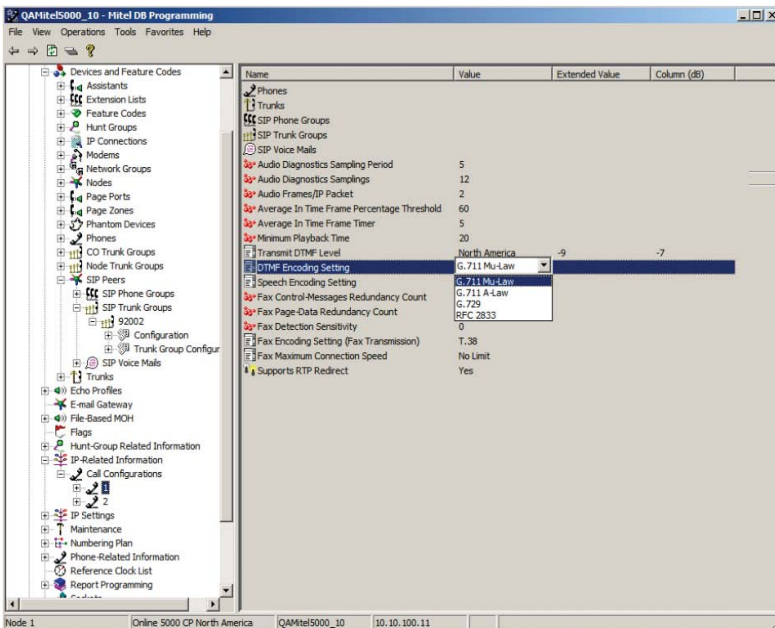 QAMitel5000_10 - Mitel DB Programming
File View Operations Tools Favorites Help
Devices and Feature Codes
Assistants
Extension Lists
Feature Codes
Hunt Groups
IP Connections
Modems
Network Groups
Nodes
Page Ports
Page Zones
Phantom Devices
Phones
CO Trunk Groups
Node Trunk Groups
SIP Peers
SIP Phone Groups
SIP Trunk Groups
92002
Configuration
Trunk Group Configur
SIP Voice Mails
Trunks
Echo Profiles
E-mail Gateway
File-Based MOH
Flags
Hunt-Group Related Information
IP-Related Information
Call Configurations
1
2
IP Settings
Maintenance
Numbering Plan
Phone-Related Information
Reference Clock List
Report Programming
Name Value Extended Value Column (dB)
Phones
Trunks
SIP Phone Groups
SIP Trunk Groups
SIP Voice Mails
Audio Diagnostics Sampling Period 5
Audio Diagnostics Samplings 12
Audio Frames/IP Packet 2
Average In Time Frame Percentage Threshold 60
Average In Time Frame Timer 5
Minimum Playback Time 20
Transmit DTMF Level North America -9 -7
DTMF Encoding Setting G.711 Mu-Law
Speech Encoding Setting G.711 Mu-Law
Fax Control-Messages Redundancy Count G.711 A-Law
Fax Page-Data Redundancy Count G.729
RFC 2833
Fax Detection Sensitivity 0
Fax Encoding Setting (Fax Transmission) T.38
Fax Maximum Connection Speed No Limit
Supports RTP Redirect Yes
Node 1 Online 5000 CP North America QAMitel5000_10 10.10.100.11